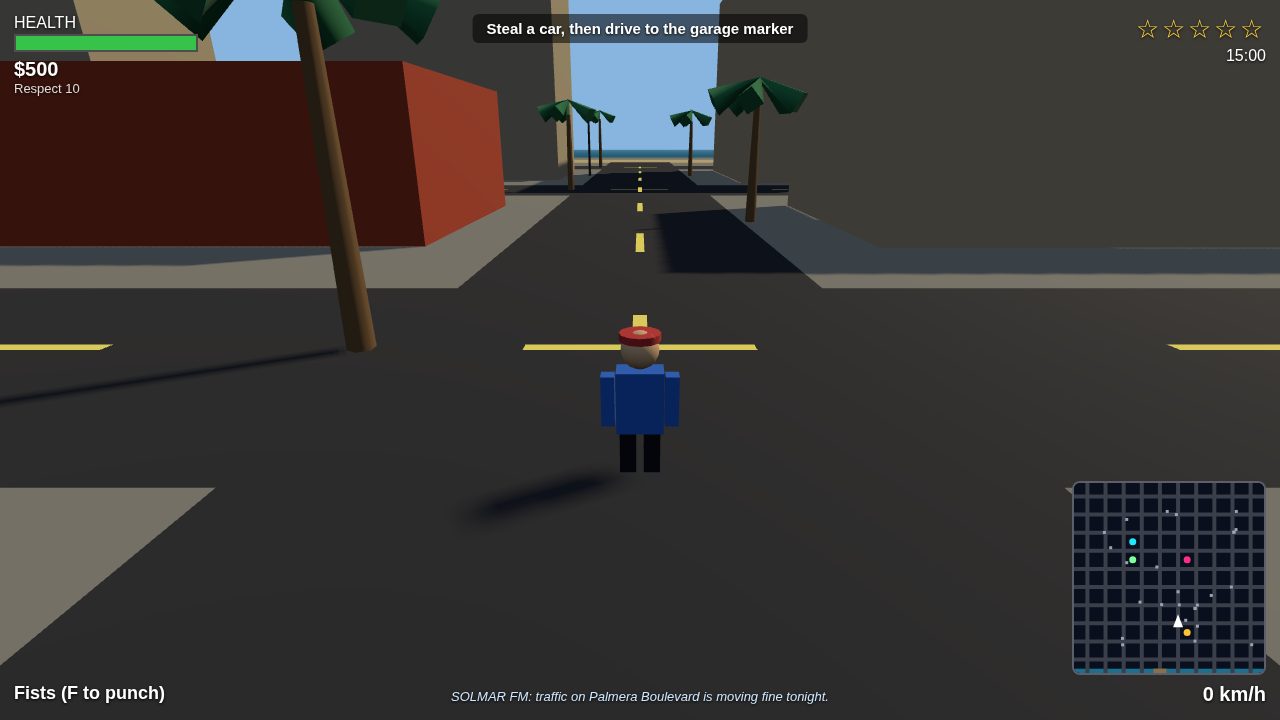 HEALTH
Steal a car, then drive to the garage marker
☆☆☆☆☆
$500
15:00
Respect 10
Fists (F to punch)
SOLMAR FM: traffic on Palmera Boulevard is moving fine tonight.
0 km/h